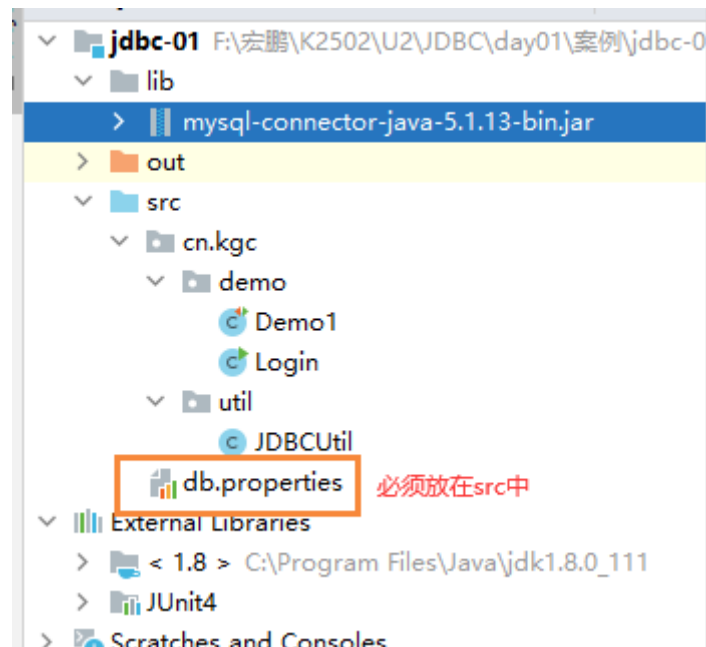 jdbc-01 F:\宏鹏\K2502\U2\JDBC\day01\案例\jdbc-0
lib
mysql-connector-java-5.1.13-bin.jar
out
src
cn.kgc
demo
Demo1
Login
util
JDBCUtil
db.properties 必须放在src中
External Libraries
< 1.8 > C:\Program Files\Java\jdk1.8.0_111
JUnit4
Scratches and Consoles